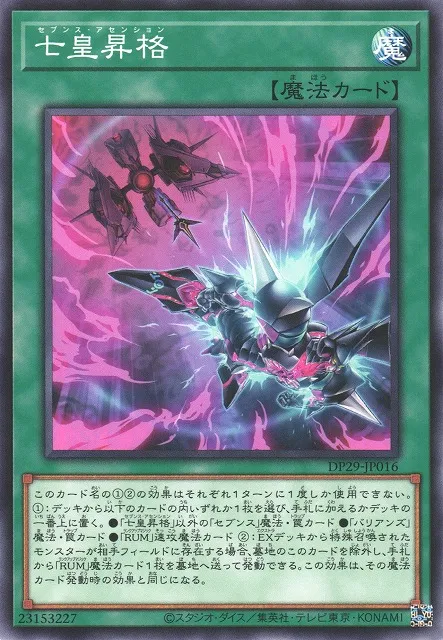 セブンス・アセンション
七皇昇格
魔
【魔法カード】
DP29-JP016
このカード名の①②の効果はそれぞれ1ターンに1度しか使用できない。
①:デッキから以下のカードの内いずれか1枚を選び、手札に加えるかデッキの
一番上に置く。●「七皇昇格」以外の「セブンス」魔法・罠カード●「バリアンズ」
魔法・罠カード●「RUM」速攻魔法カード ②:EXデッキから特殊召喚された
モンスターが相手フィールドに存在する場合、墓地のこのカードを除外し、手札
から「RUM」魔法カード1枚を墓地へ送って発動できる。この効果は、その魔法
カード発動時の効果と同じになる。
23153227
©スタジオ・ダイス/集英社・テレビ東京・KONAMI